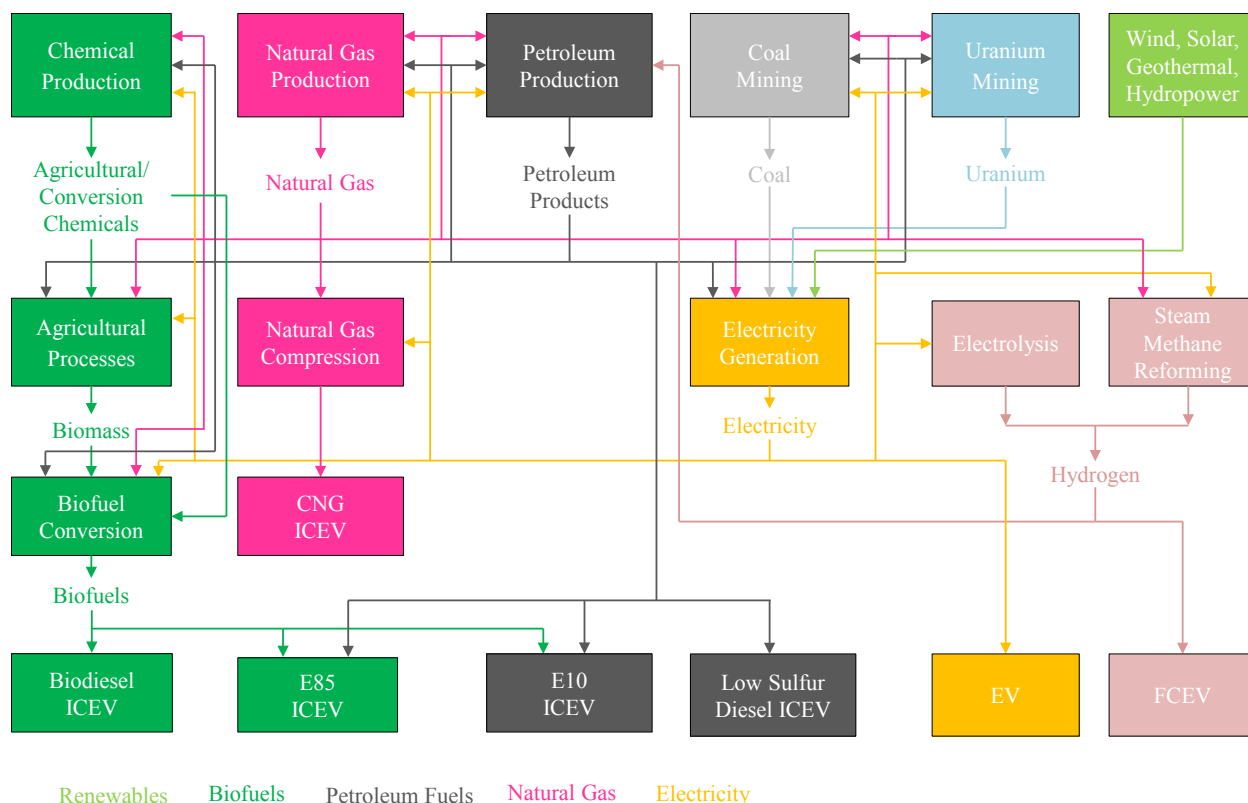 Chemical
Production
Natural Gas
Production
Petroleum
Production
Coal
Mining
Uranium
Mining
Wind, Solar,
Geothermal,
Hydropower
Agricultural/
Conversion
Chemicals
Natural Gas
Petroleum
Products
Coal
Uranium
Agricultural
Processes
Natural Gas
Compression
Electricity
Generation
Electrolysis
Steam
Methane
Reforming
Biomass
Electricity
Hydrogen
Biofuel
Conversion
CNG
ICEV
Biofuels
Biodiesel
ICEV
E85
ICEV
E10
ICEV
Low Sulfur
Diesel ICEV
EV
FCEV
Renewables
Biofuels
Petroleum Fuels
Natural Gas
Electricity